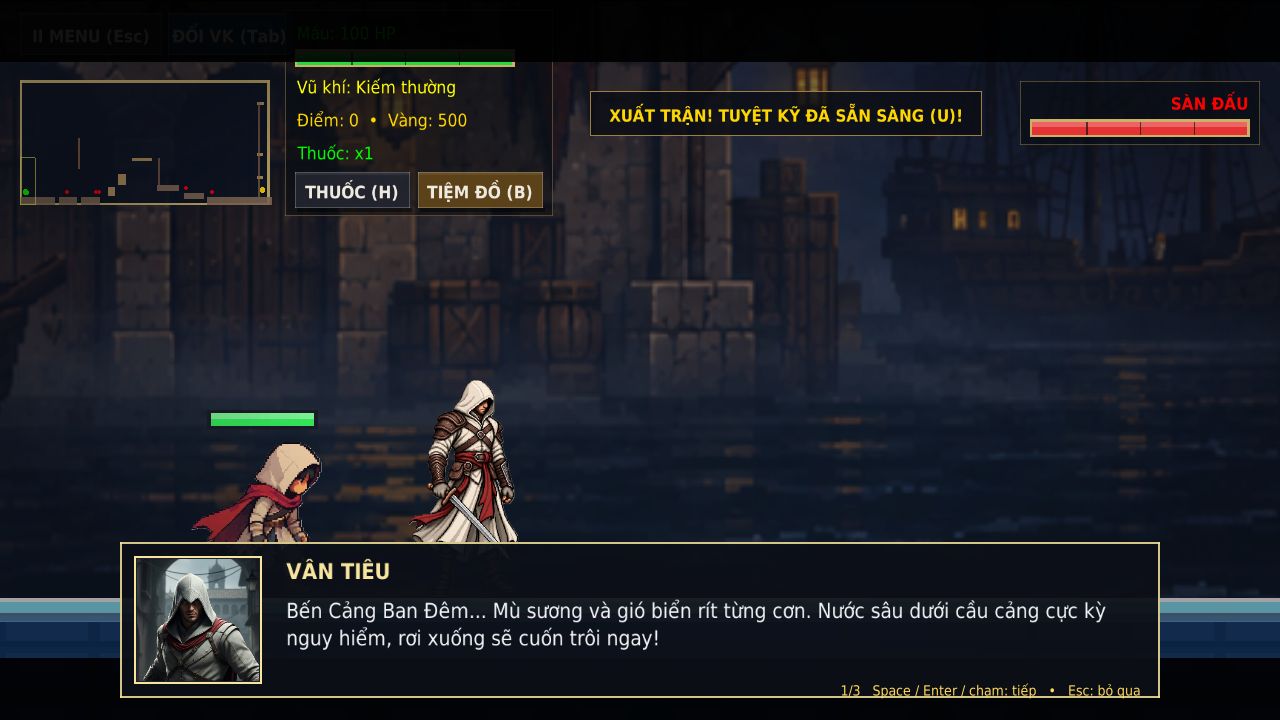 II MENU (Esc)
ĐỔI VK (Tab)
Máu: 100 HP
Vũ khí: Kiếm thường
Điểm: 0 • Vàng: 500
Thuốc: x1
THUỐC (H)
TIỆM ĐỒ (B)
XUẤT TRẬN! TUYỆT KỸ ĐÃ SẴN SÀNG (U)!
SÀN ĐẤU
VÂN TIÊU
Bến Cảng Ban Đêm... Mù sương và gió biển rít từng cơn. Nước sâu dưới cầu cảng cực kỳ
nguy hiểm, rơi xuống sẽ cuốn trôi ngay!
1/3 Space / Enter / chạm: tiếp • Esc: bỏ qua